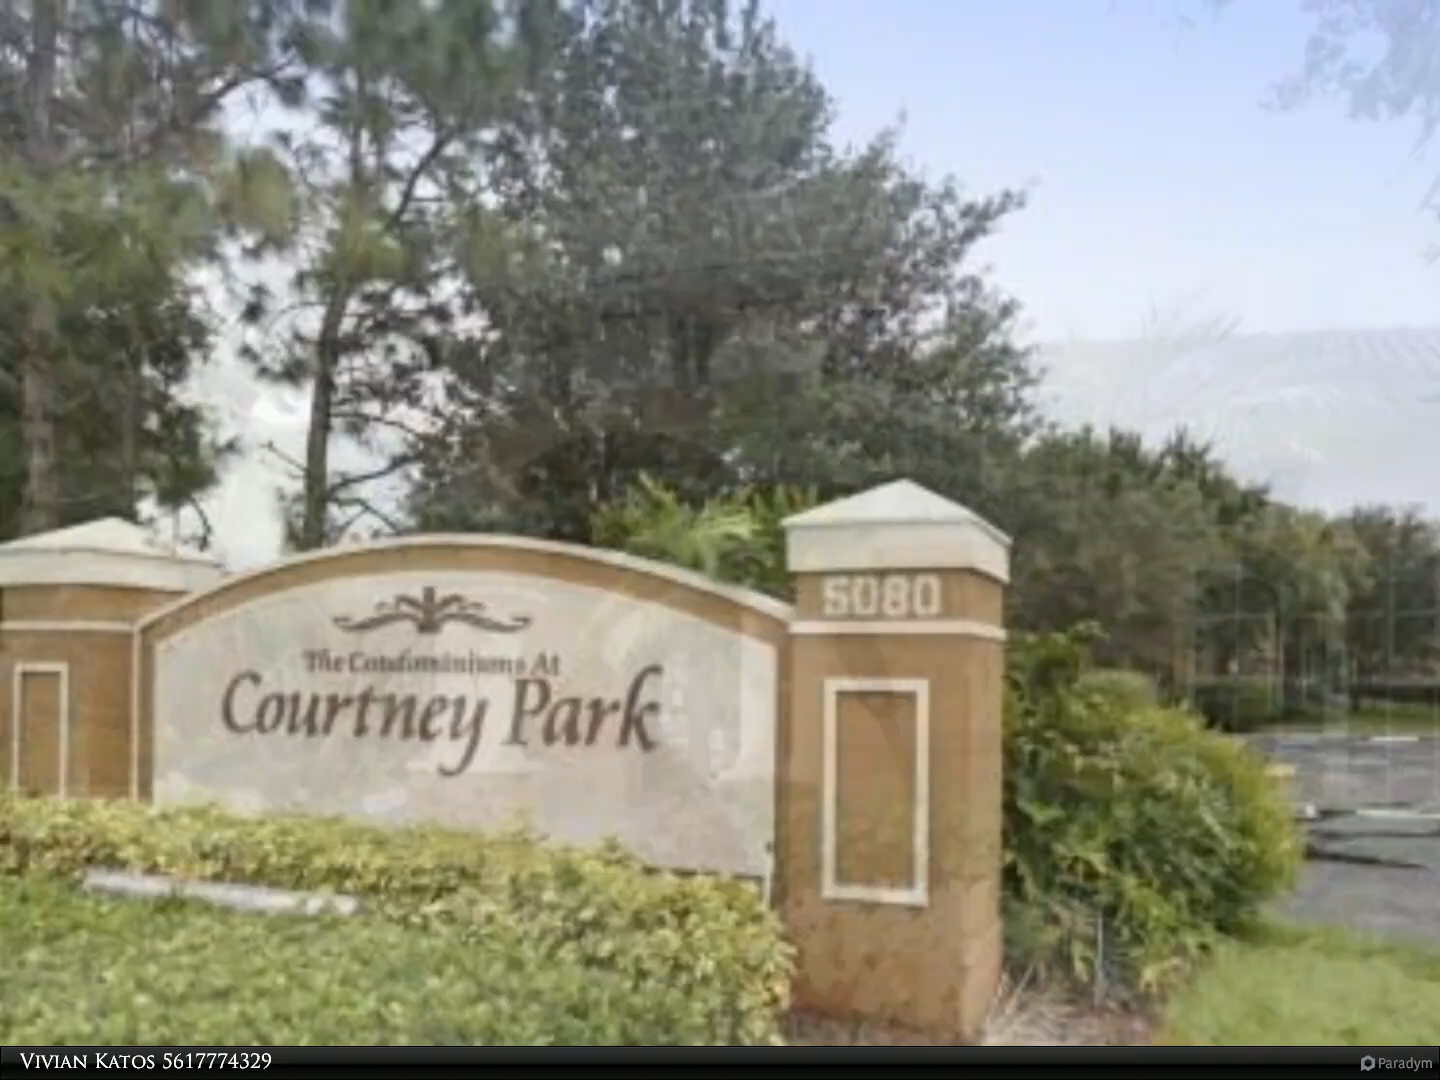 5080
The Condominiums At
Courtney Park
Vivian Katos 5617774329
Paradym